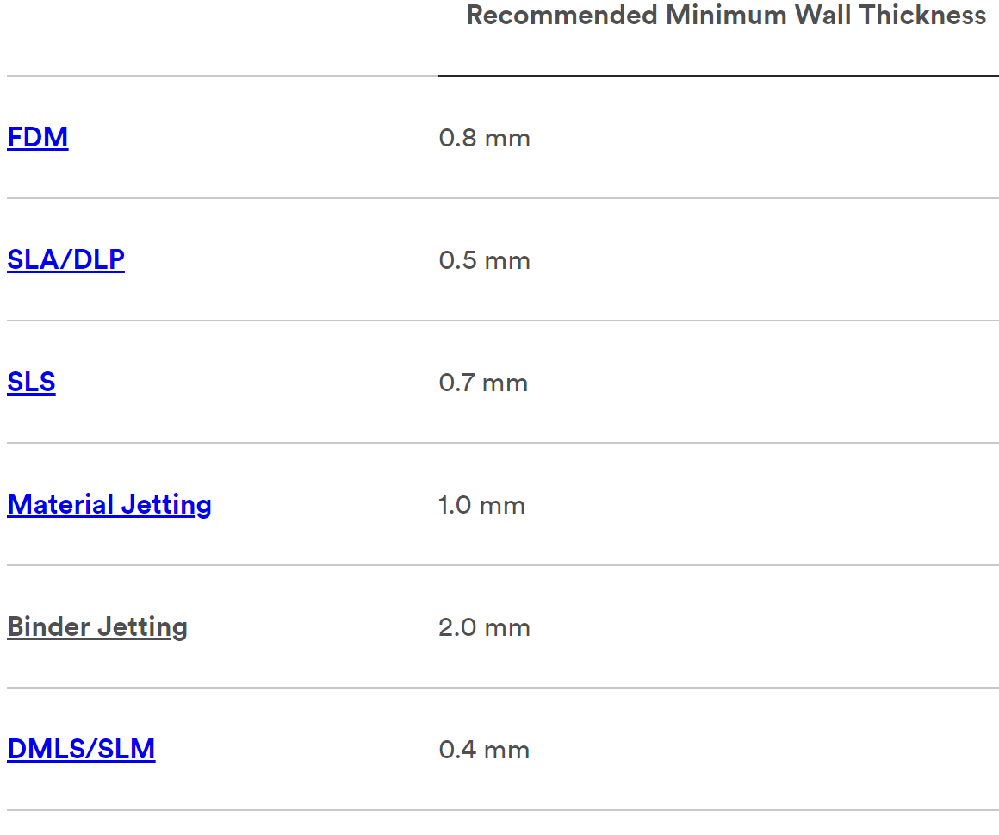 Recommended Minimum Wall Thickness
FDM 0.8 mm
SLA/DLP 0.5 mm
SLS 0.7 mm
Material Jetting 1.0 mm
Binder Jetting 2.0 mm
DMLS/SLM 0.4 mm